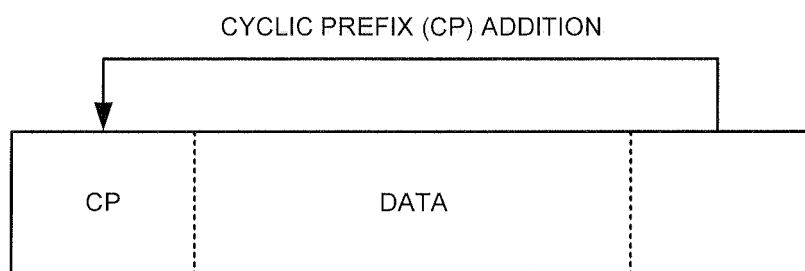 CYCLIC PREFIX (CP) ADDITION
CP
DATA